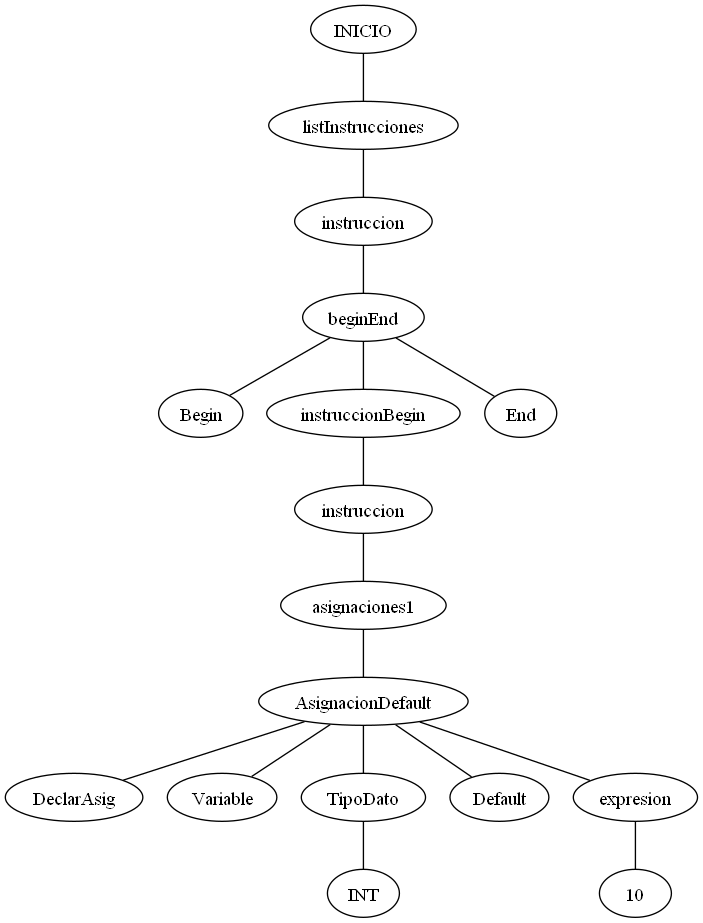 INICIO
listInstrucciones
instruccion
beginEnd
Begin
instruccionBegin
End
instruccion
asignaciones1
AsignacionDefault
DeclarAsig
Variable
TipoDato
Default
expresion
INT
10